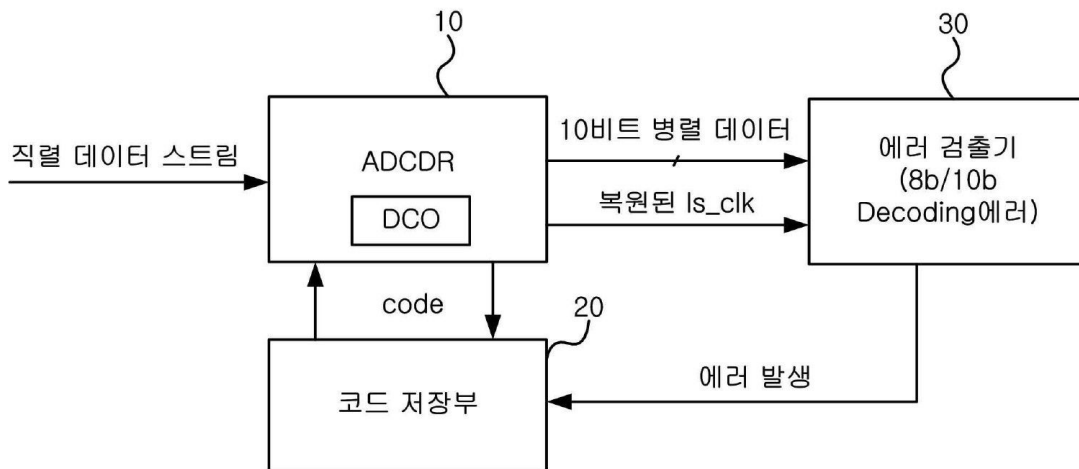 10
30
직렬 데이터 스트림
ADCDR
DCO
10비트 병렬 데이터
복원된 ls_clk
에러 검출기
(8b/10b
Decoding에러)
code
20
코드 저장부
에러 발생